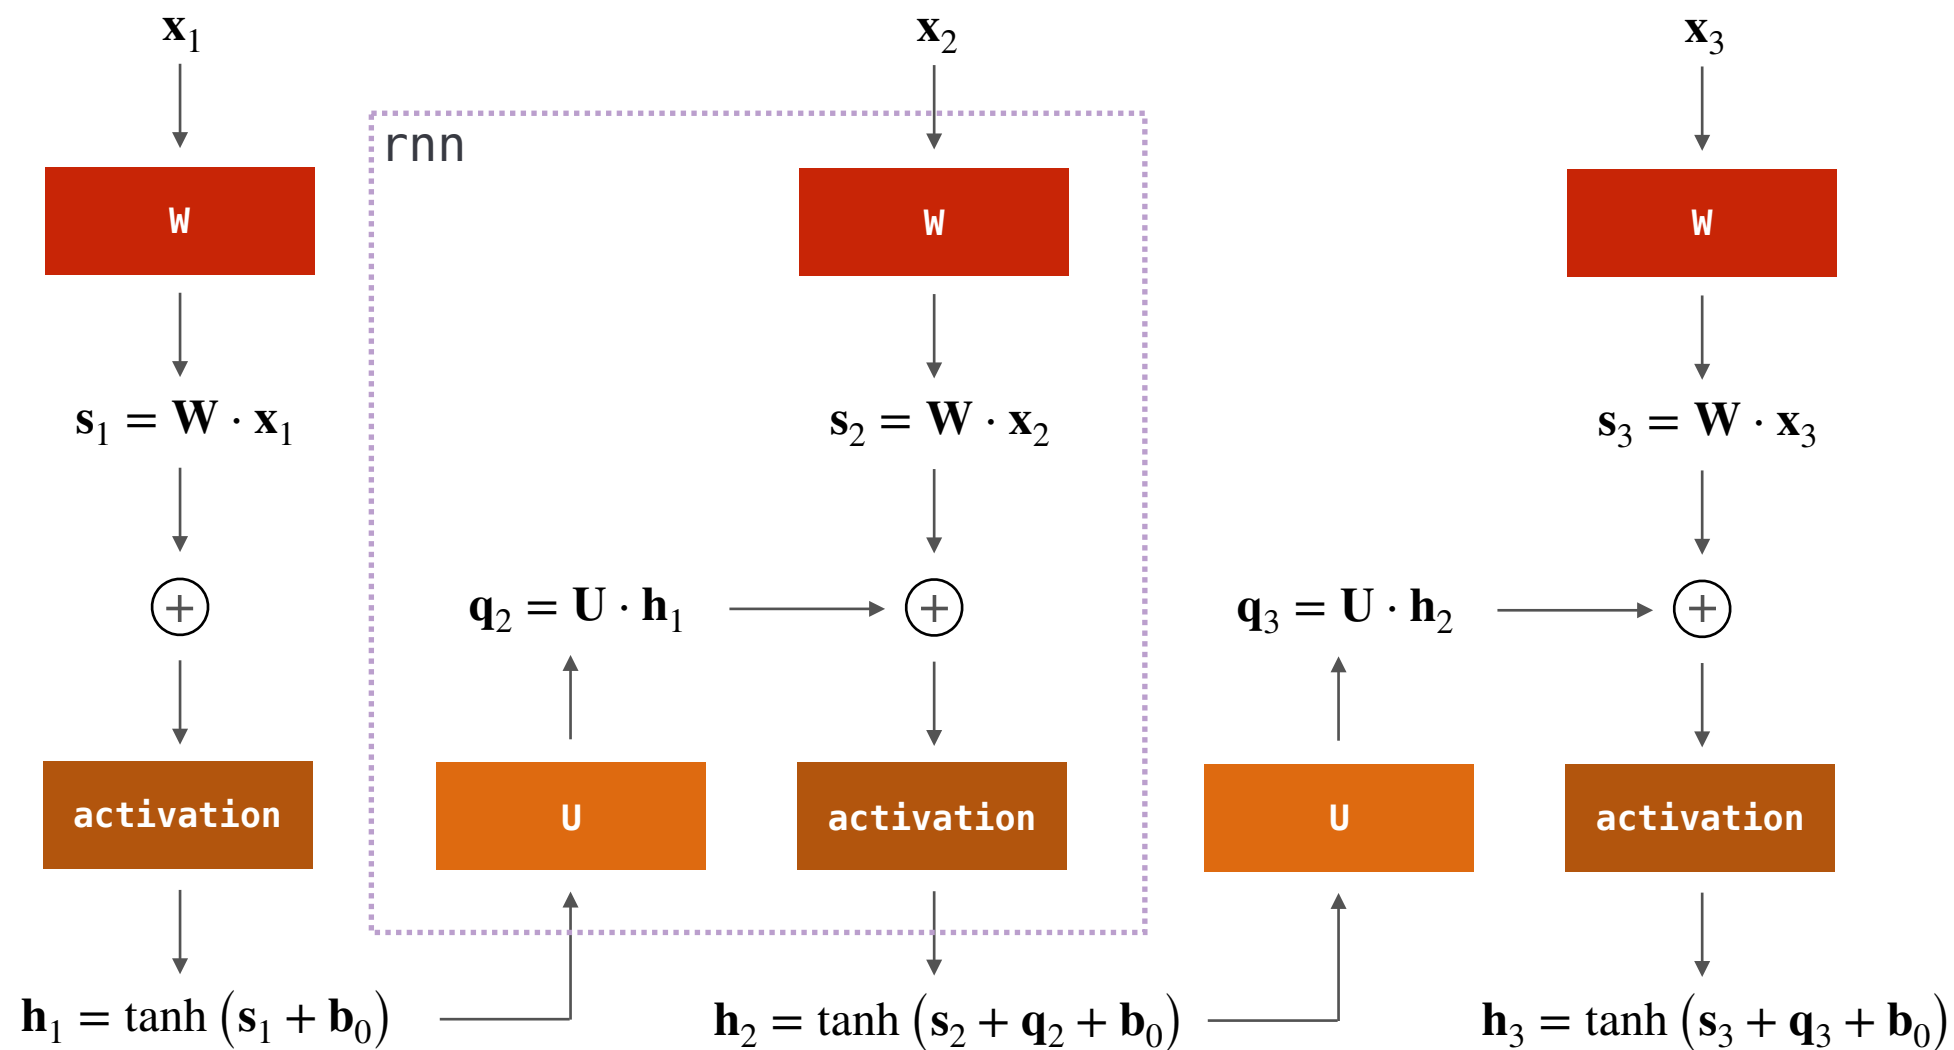 x₁
x₂
x₃
rnn
W
W
W
s₁ = W · x₁
s₂ = W · x₂
s₃ = W · x₃
+
q₂ = U · h₁
+
q₃ = U · h₂
+
activation
U
activation
U
activation
h₁ = tanh (s₁ + b₀)
h₂ = tanh (s₂ + q₂ + b₀)
h₃ = tanh (s₃ + q₃ + b₀)